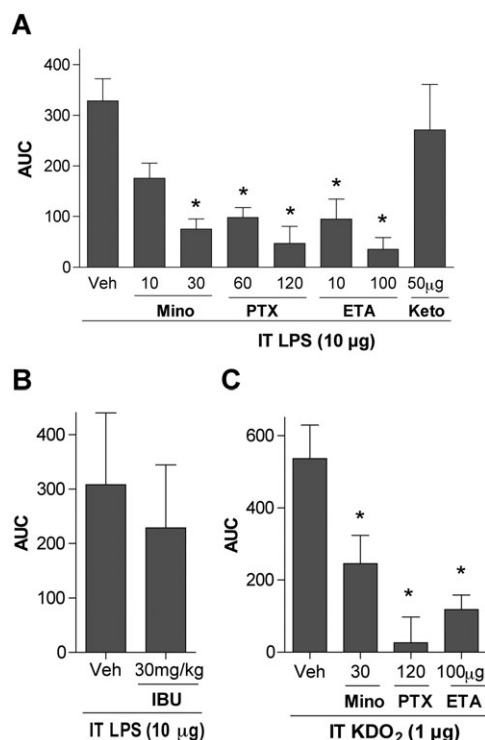 A
AUC
400
300
200
100
0
* * * * *
Veh 10 30 60 120 10 100 50μg
Mino PTX ETA Keto
IT LPS (10 µg)
B
AUC
400
300
200
100
0
Veh 30mg/kg
IBU
IT LPS (10 μg)
C
AUC
600
400
200
0
* * *
Veh 30 120 100μg
Mino PTX ETA
IT KDO₂ (1 μg)